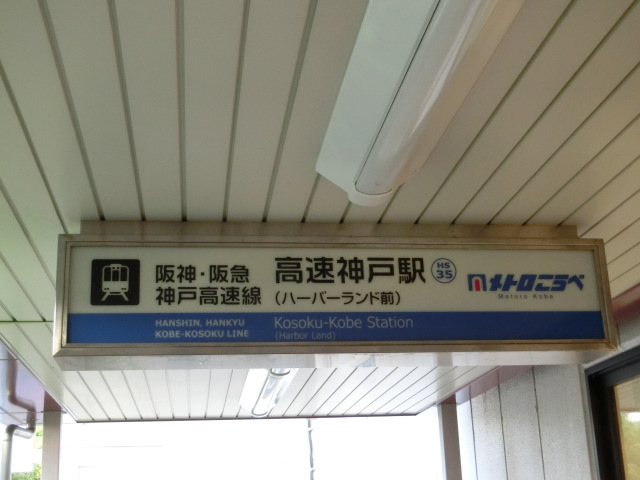 阪神・阪急
神戸高速線
高速神戸駅
(ハーバーランド前)
HS
35
メトロこうべ
Metoro Kobe
HANSHIN, HANKYU
KOBE-KOSOKU LINE
Kosoku-Kobe Station
(Harbor Land)